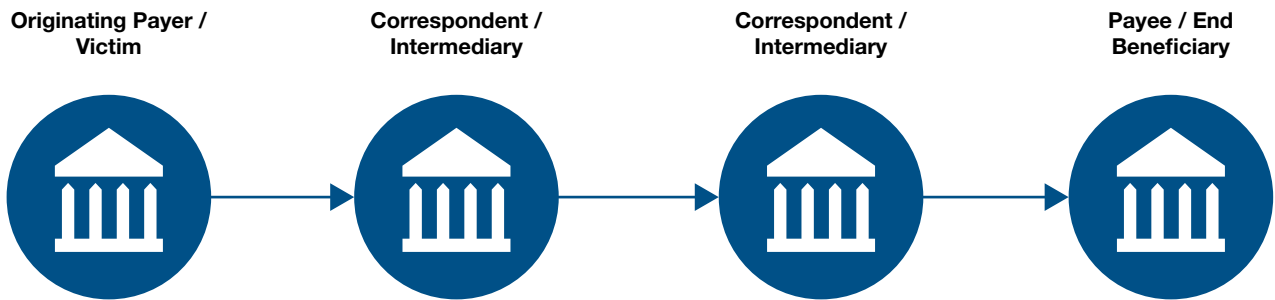 Originating Payer /
Victim
Correspondent /
Intermediary
Correspondent /
Intermediary
Payee / End
Beneficiary